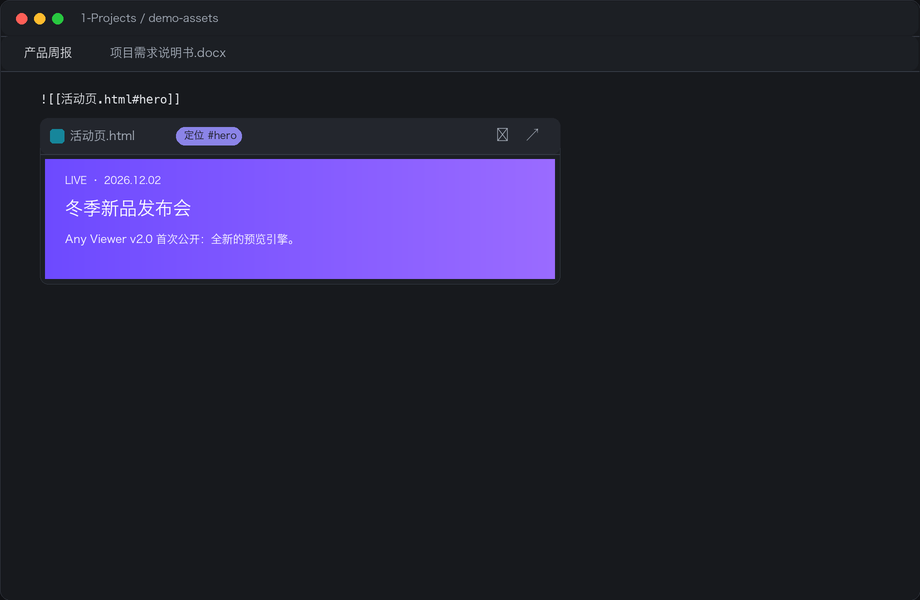 1-Projects / demo-assets
产品周报 项目需求说明书.docx
![[活动页.html#hero]]
活动页.html 定位 #hero
LIVE · 2026.12.02
冬季新品发布会
Any Viewer v2.0 首次公开：全新的预览引擎。